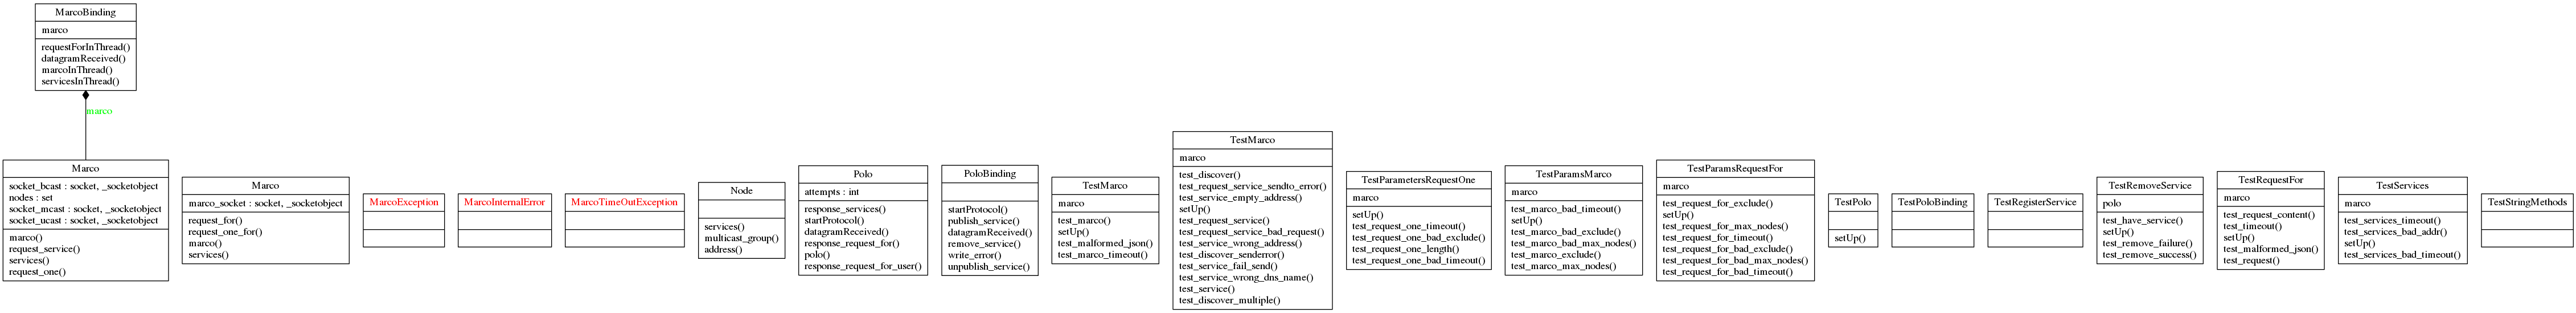 MarcoBinding
marco
requestForInThread()
datagramReceived()
marcoInThread()
servicesInThread()
marco
Marco
socket_bcast : socket, _socketobject
nodes : set
socket_mcast : socket, _socketobject
socket_ucast : socket, _socketobject
marco()
request_service()
services()
request_one()
Marco
marco_socket : socket, _socketobject
request_for()
request_one_for()
marco()
services()
MarcoException
MarcoInternalError
MarcoTimeOutException
Node
services()
multicast_group()
address()
Polo
attempts : int
response_services()
startProtocol()
datagramReceived()
response_request_for()
polo()
response_request_for_user()
PoloBinding
startProtocol()
publish_service()
datagramReceived()
remove_service()
write_error()
unpublish_service()
TestMarco
marco
test_marco()
setUp()
test_malformed_json()
test_marco_timeout()
TestMarco
marco
test_discover()
test_request_service_sendto_error()
test_service_empty_address()
setUp()
test_request_service()
test_request_service_bad_request()
test_service_wrong_address()
test_discover_senderror()
test_service_fail_send()
test_service_wrong_dns_name()
test_service()
test_discover_multiple()
TestParametersRequestOne
marco
setUp()
test_request_one_timeout()
test_request_one_bad_exclude()
test_request_one_length()
test_request_one_bad_timeout()
TestParamsMarco
marco
test_marco_bad_timeout()
setUp()
test_marco_bad_exclude()
test_marco_bad_max_nodes()
test_marco_exclude()
test_marco_max_nodes()
TestParamsRequestFor
marco
test_request_for_exclude()
setUp()
test_request_for_max_nodes()
test_request_for_timeout()
test_request_for_bad_exclude()
test_request_for_bad_max_nodes()
test_request_for_bad_timeout()
TestPolo
setUp()
TestPoloBinding
TestRegisterService
TestRemoveService
polo
test_have_service()
setUp()
test_remove_failure()
test_remove_success()
TestRequestFor
marco
test_request_content()
test_timeout()
setUp()
test_malformed_json()
test_request()
TestServices
marco
test_services_timeout()
test_services_bad_addr()
setUp()
test_services_bad_timeout()
TestStringMethods